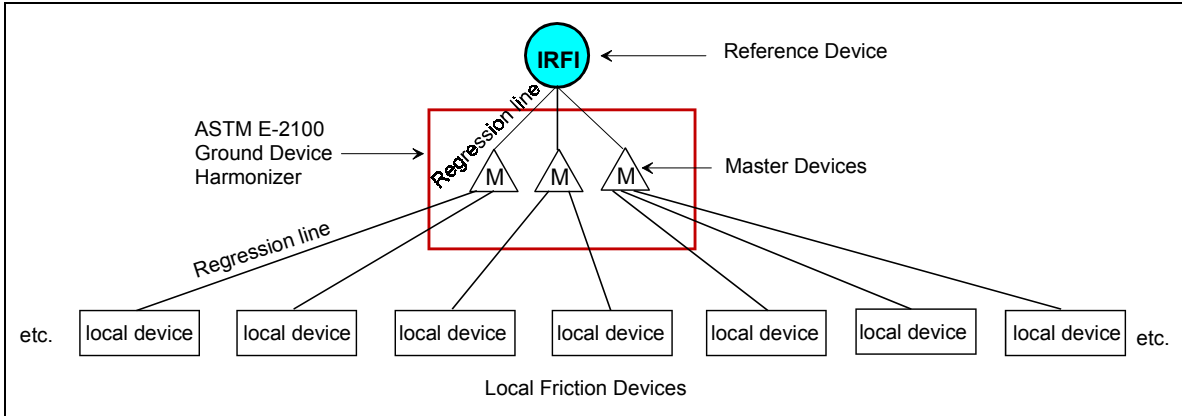 IRFI
Reference Device
Regression line
ASTM E-2100
Ground Device
Harmonizer
M
M
M
Master Devices
Regression line
etc.
local device
local device
local device
local device
local device
local device
local device
etc.
Local Friction Devices